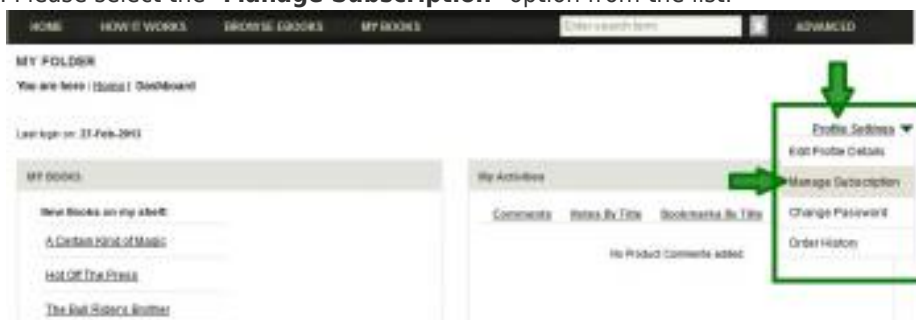 Please select the "Manage Subscription" option from the list.
HOME HOW IT WORKS BROWSE EBOOKS MY BOOKS Enter search term ADVANCED
MY FOLDER
You are here : Home | Dashboard
Last login on: 27-Feb-2013
Profile Settings
Edit Profile Details
Manage Subscription
Change Password
Order History
MY BOOKS
New Books on my shelf:
A Certain Kind of Magic
Hot Off The Press
The Bull Rider's Brother
My Activities
Comments Notes By Title Bookmarks By Title
No Product Comments added